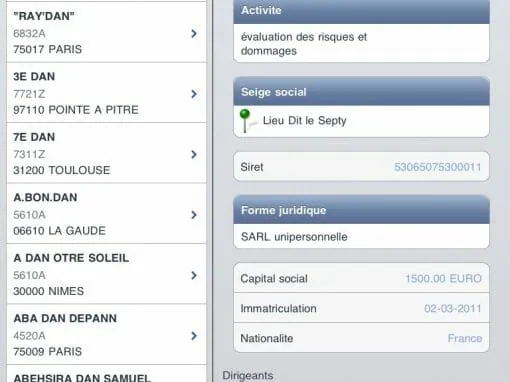 "RAY'DAN"
6832A
75017 PARIS
3E DAN
7721Z
97110 POINTE A PITRE
7E DAN
7311Z
31200 TOULOUSE
A.BON.DAN
5610A
06610 LA GAUDE
A DAN OTRE SOLEIL
5610A
30000 NIMES
ABA DAN DEPANN
4520A
75009 PARIS
ABEHSIRA DAN SAMUEL
Activite
évaluation des risques et
dommages
Seige social
Lieu Dit le Septy
Siret 53065075300011
Forme juridique
SARL unipersonnelle
Capital social 1500.00 EURO
Immatriculation 02-03-2011
Nationalite France
Dirigeants